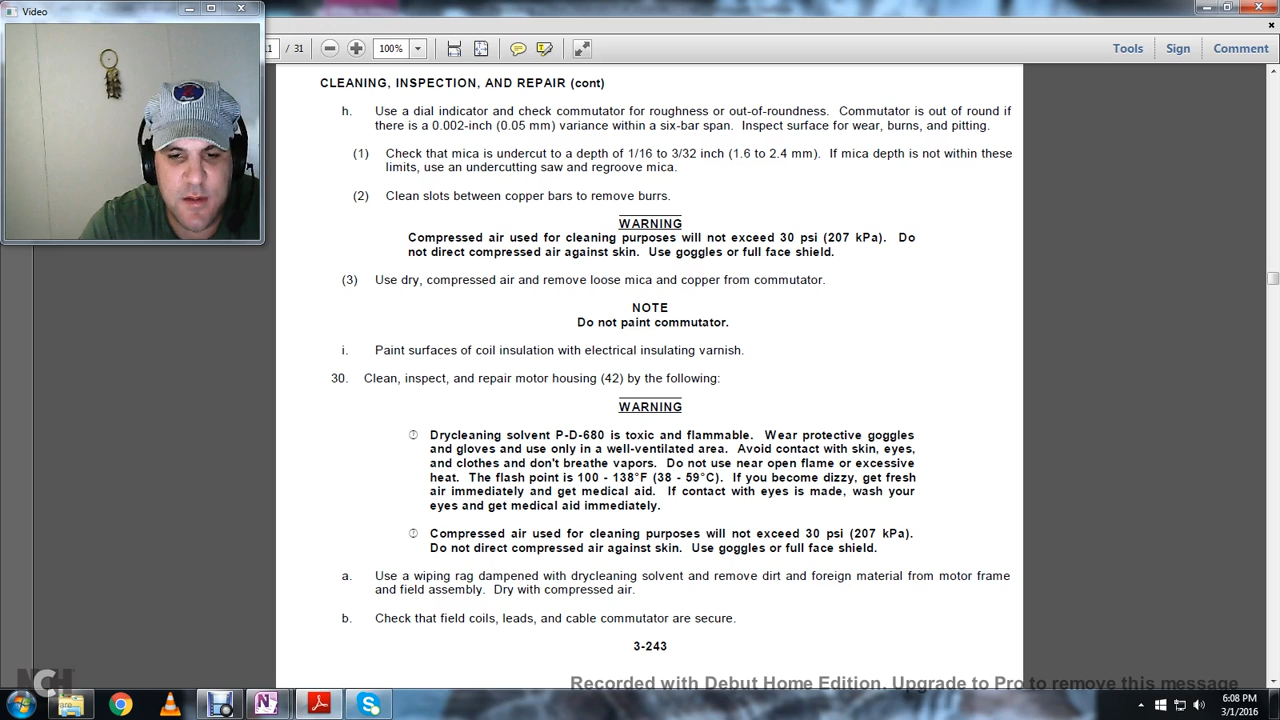 Video
11 / 31
100%
Tools Sign Comment
CLEANING, INSPECTION, AND REPAIR (cont)
h. Use a dial indicator and check commutator for roughness or out-of-roundness. Commutator is out of round if
there is a 0.002-inch (0.05 mm) variance within a six-bar span. Inspect surface for wear, burns, and pitting.
(1) Check that mica is undercut to a depth of 1/16 to 3/32 inch (1.6 to 2.4 mm). If mica depth is not within these
limits, use an undercutting saw and regroove mica.
(2) Clean slots between copper bars to remove burrs.
WARNING
Compressed air used for cleaning purposes will not exceed 30 psi (207 kPa). Do
not direct compressed air against skin. Use goggles or full face shield.
(3) Use dry, compressed air and remove loose mica and copper from commutator.
NOTE
Do not paint commutator.
i. Paint surfaces of coil insulation with electrical insulating varnish.
30. Clean, inspect, and repair motor housing (42) by the following:
WARNING
Drycleaning solvent P-D-680 is toxic and flammable. Wear protective goggles
and gloves and use only in a well-ventilated area. Avoid contact with skin, eyes,
and clothes and don't breathe vapors. Do not use near open flame or excessive
heat. The flash point is 100 - 138°F (38 - 59°C). If you become dizzy, get fresh
air immediately and get medical aid. If contact with eyes is made, wash your
eyes and get medical aid immediately.
Compressed air used for cleaning purposes will not exceed 30 psi (207 kPa).
Do not direct compressed air against skin. Use goggles or full face shield.
a. Use a wiping rag dampened with drycleaning solvent and remove dirt and foreign material from motor frame
and field assembly. Dry with compressed air.
b. Check that field coils, leads, and cable commutator are secure.
3-243
Recorded with Debut Home Edition. Upgrade to Pro to remove this message
6:08 PM
3/1/2016